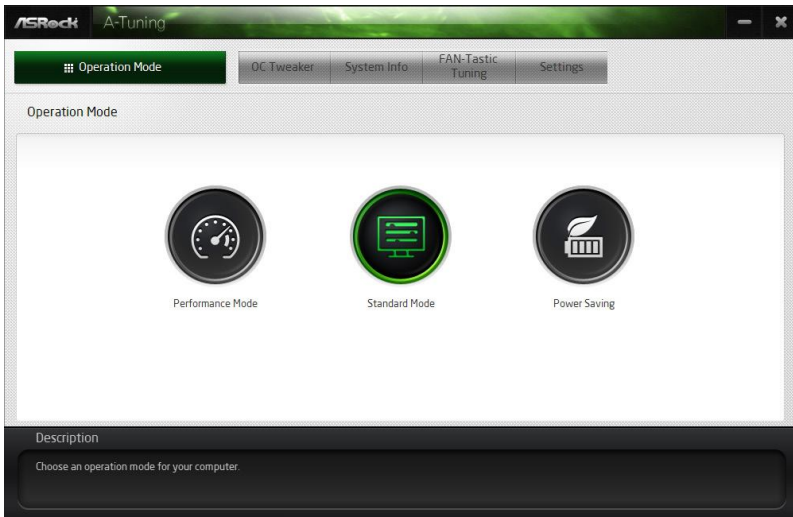 ASRock A-Tuning
Operation Mode OC Tweaker System Info FAN-Tastic Tuning Settings
Operation Mode
Performance Mode Standard Mode Power Saving
Description
Choose an operation mode for your computer.